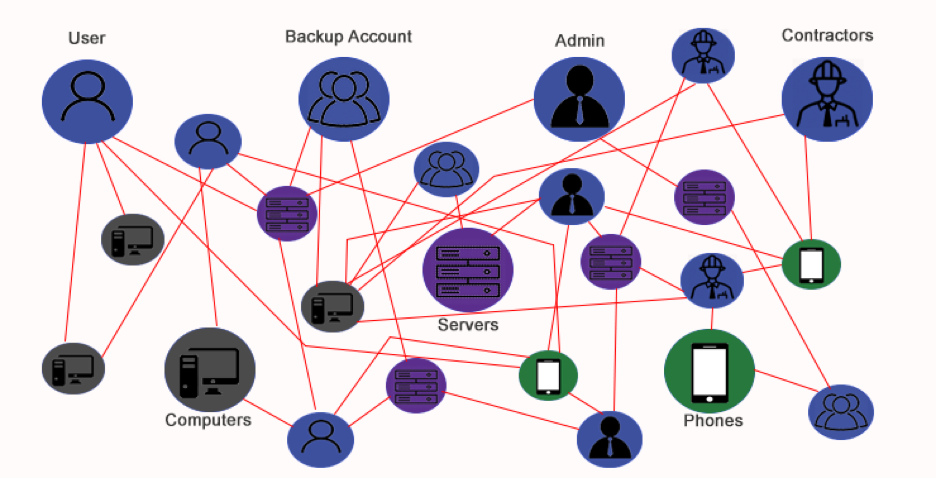 User
Backup Account
Admin
Contractors
Servers
Computers
Phones